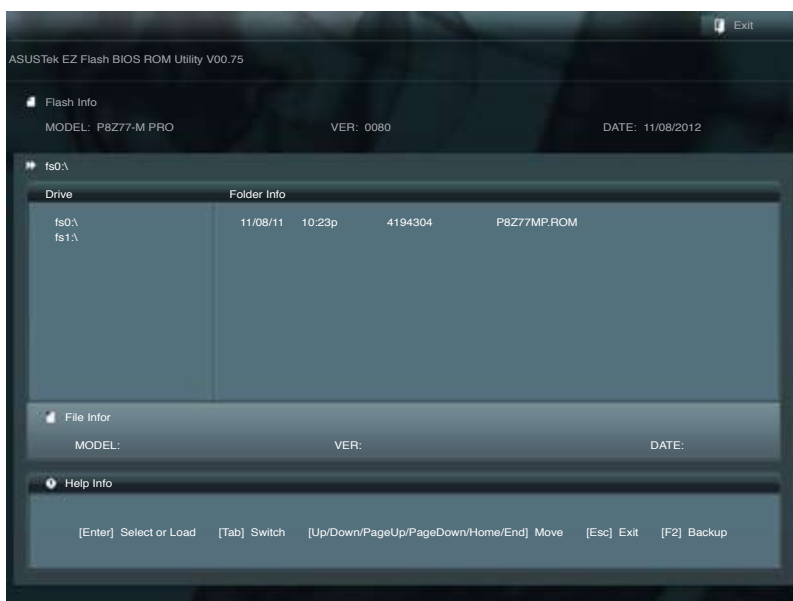 Exit
ASUSTek EZ Flash BIOS ROM Utility V00.75
Flash Info
MODEL: P8Z77-M PRO VER: 0080 DATE: 11/08/2012
fs0:\
Drive Folder Info
fs0:\ 11/08/11 10:23p 4194304 P8Z77MP.ROM
fs1:\
File Infor
MODEL: VER: DATE:
Help Info
[Enter] Select or Load [Tab] Switch [Up/Down/PageUp/PageDown/Home/End] Move [Esc] Exit [F2] Backup